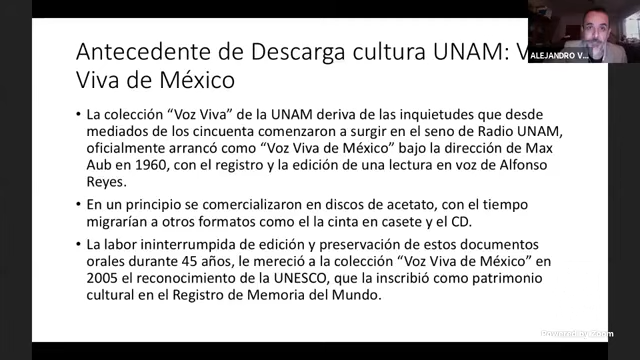 Antecedente de Descarga cultura UNAM: V
Viva de México
ALEJANDRO V...
• La colección “Voz Viva” de la UNAM deriva de las inquietudes que desde
mediados de los cincuenta comenzaron a surgir en el seno de Radio UNAM,
oficialmente arrancó como “Voz Viva de México” bajo la dirección de Max
Aub en 1960, con el registro y la edición de una lectura en voz de Alfonso
Reyes.
• En un principio se comercializaron en discos de acetato, con el tiempo
migrarían a otros formatos como el la cinta en casete y el CD.
• La labor ininterrumpida de edición y preservación de estos documentos
orales durante 45 años, le mereció a la colección “Voz Viva de México” en
2005 el reconocimiento de la UNESCO, que la inscribió como patrimonio
cultural en el Registro de Memoria del Mundo.
Powered by Zoom